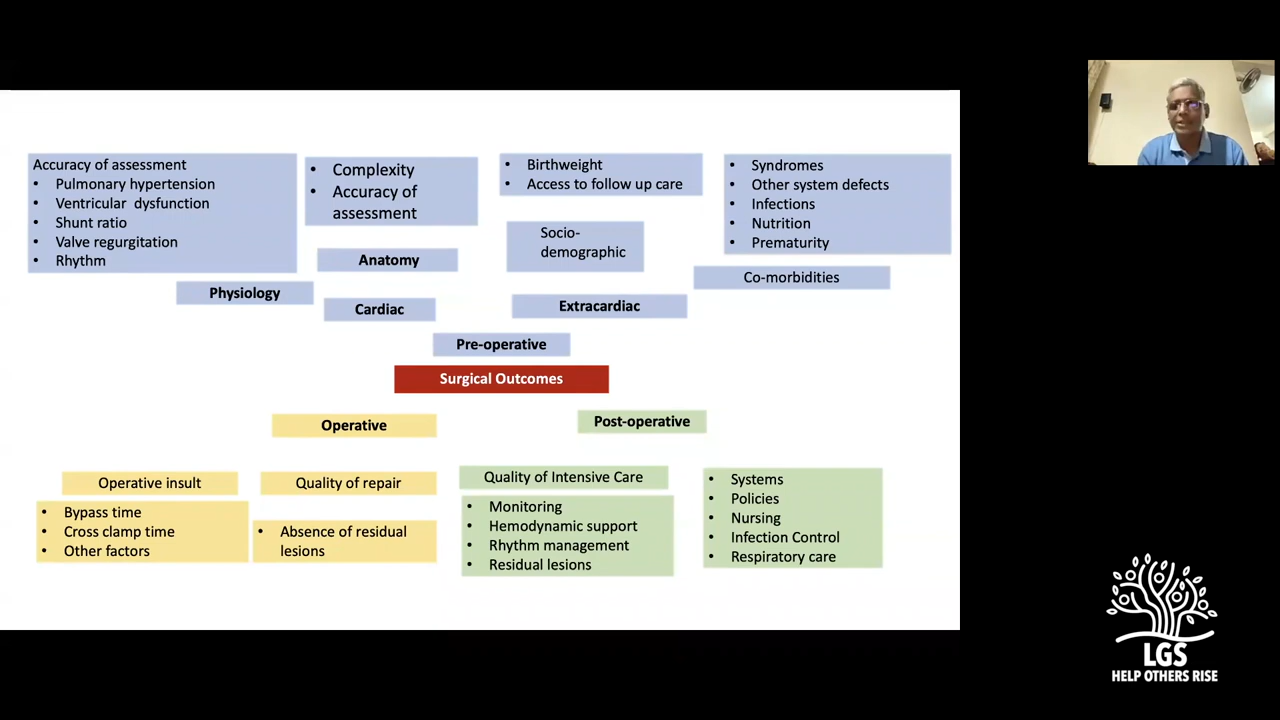 Accuracy of assessment
• Pulmonary hypertension
• Ventricular dysfunction
• Shunt ratio
• Valve regurgitation
• Rhythm
Physiology
• Complexity
• Accuracy of
assessment
Anatomy
Cardiac
• Birthweight
• Access to follow up care
Socio-
demographic
Extracardiac
• Syndromes
• Other system defects
• Infections
• Nutrition
• Prematurity
Co-morbidities
Pre-operative
Surgical Outcomes
Operative
Post-operative
Operative insult
• Bypass time
• Cross clamp time
• Other factors
Quality of repair
• Absence of residual
lesions
Quality of Intensive Care
• Monitoring
• Hemodynamic support
• Rhythm management
• Residual lesions
• Systems
• Policies
• Nursing
• Infection Control
• Respiratory care
LGS
HELP OTHERS RISE